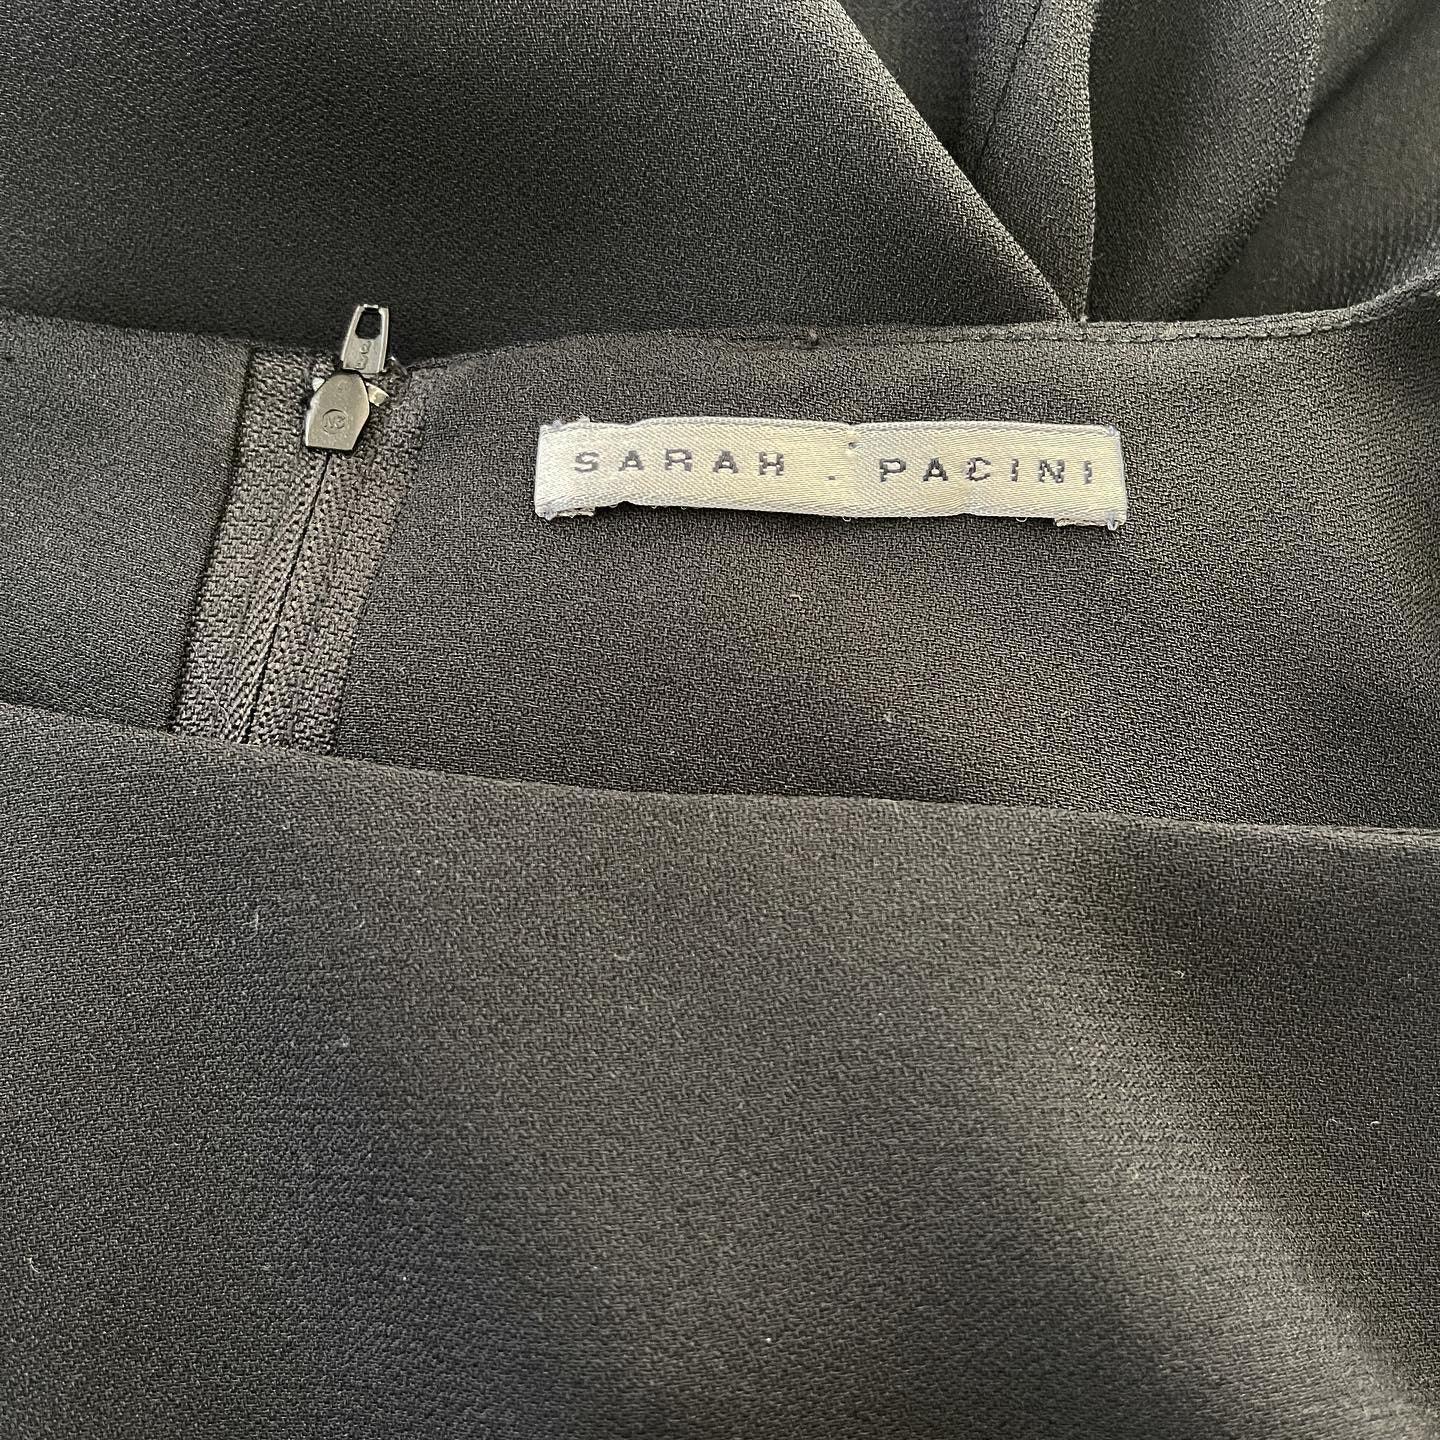 SARAH . PACINI